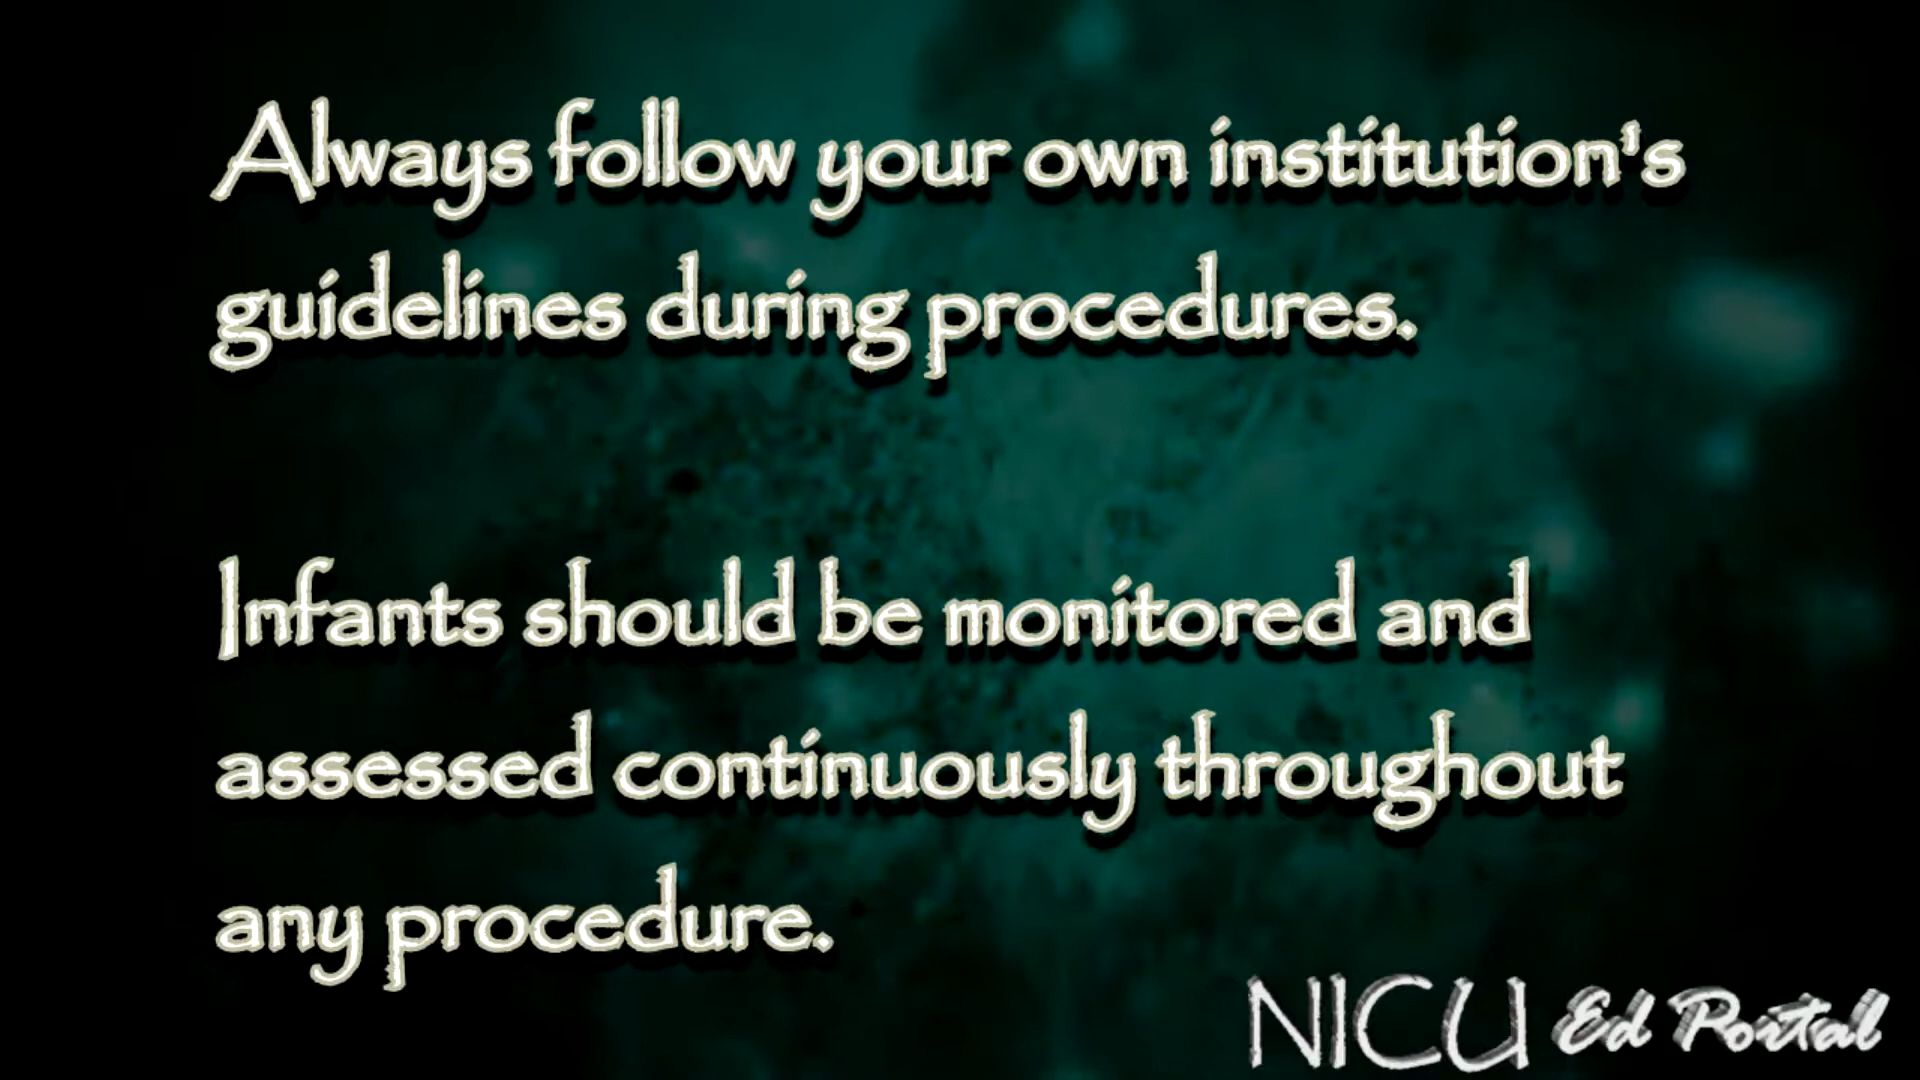 Always follow your own institution's
guidelines during procedures.
Infants should be monitored and
assessed continuously throughout
any procedure.
NICU Ed Portal